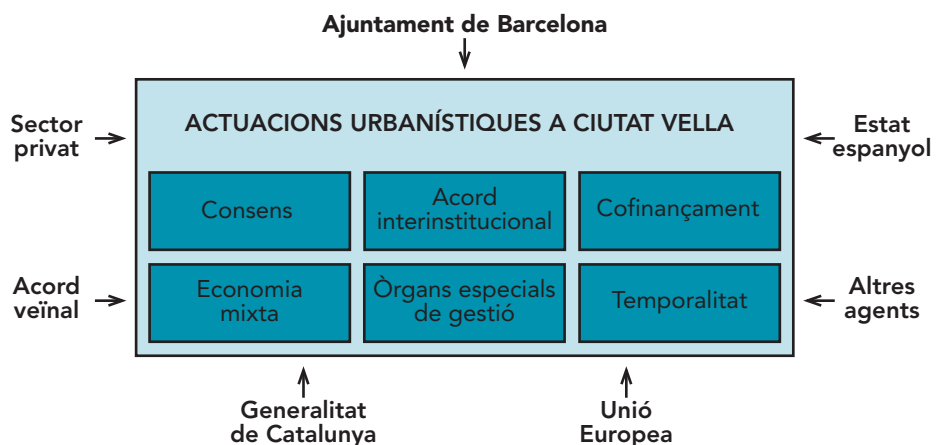 Ajuntament de Barcelona
Sector
privat
ACTUACIONS URBANÍSTIQUES A CIUTAT VELLA
Estat
espanyol
Consens
Acord
interinstitucional
Cofinançament
Acord
veïnal
Economia
mixta
Òrgans especials
de gestió
Temporalitat
Altres
agents
Generalitat
de Catalunya
Unió
Europea